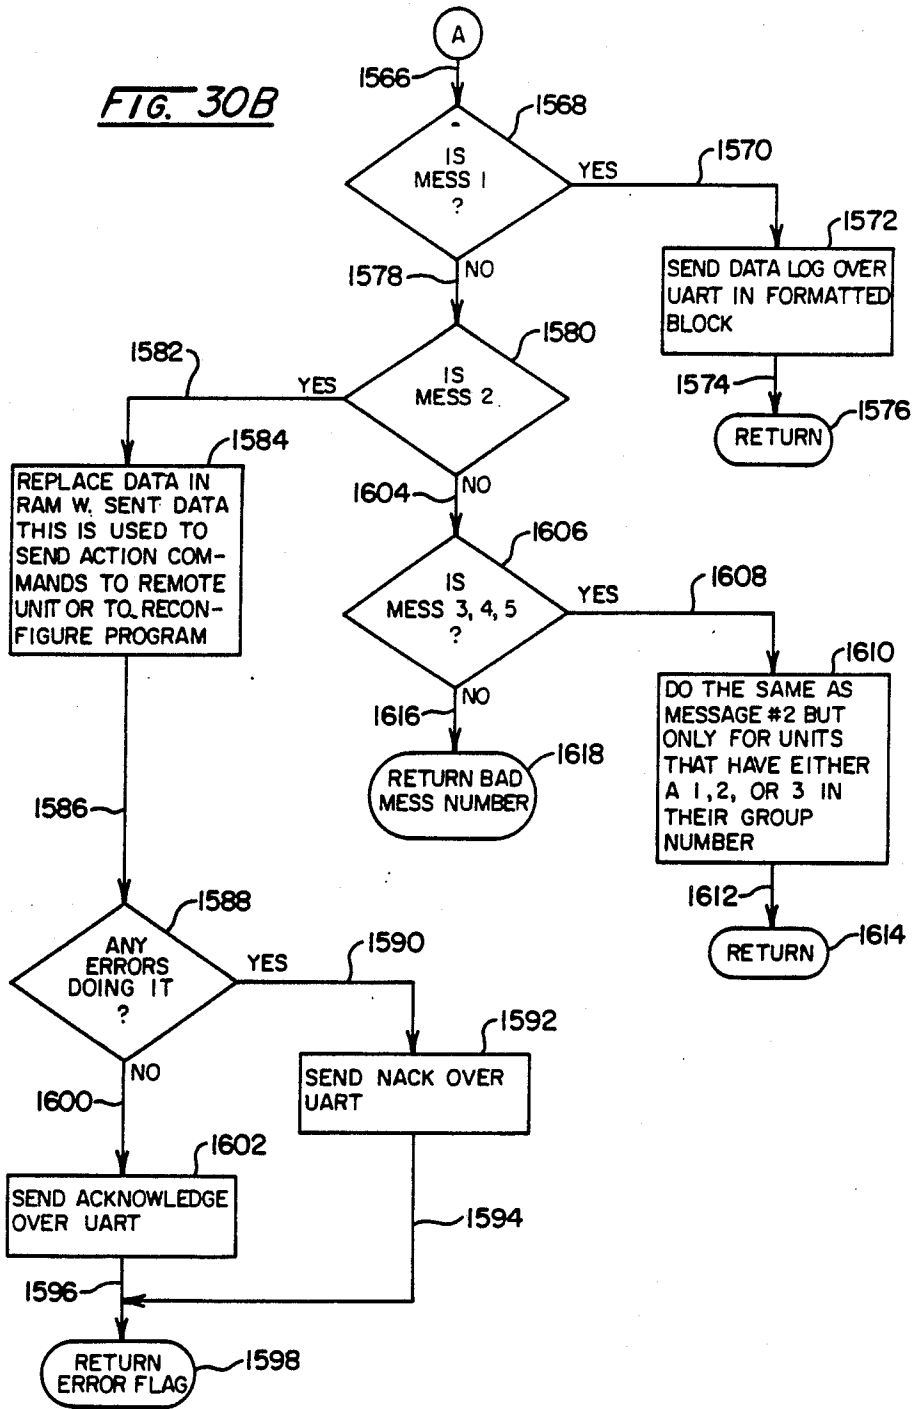 A
1566
FIG. 30B
1568
IS
MESS 1
?
YES
1570
1572
SEND DATA LOG OVER
UART IN FORMATTED
BLOCK
1574
RETURN
1576
NO
1578
1580
IS
MESS 2
YES
1582
1584
REPLACE DATA IN
RAM W. SENT DATA
THIS IS USED TO
SEND ACTION COM-
MANDS TO REMOTE
UNIT OR TO RECON-
FIGURE PROGRAM
NO
1604
1606
IS
MESS 3, 4, 5
?
YES
1608
1610
DO THE SAME AS
MESSAGE #2 BUT
ONLY FOR UNITS
THAT HAVE EITHER
A 1, 2, OR 3 IN
THEIR GROUP
NUMBER
1612
RETURN
1614
NO
1616
RETURN BAD
MESS NUMBER
1618
1586
1588
ANY
ERRORS
DOING IT
?
YES
1590
1592
SEND NACK OVER
UART
1594
NO
1600
1602
SEND ACKNOWLEDGE
OVER UART
1596
RETURN
ERROR FLAG
1598